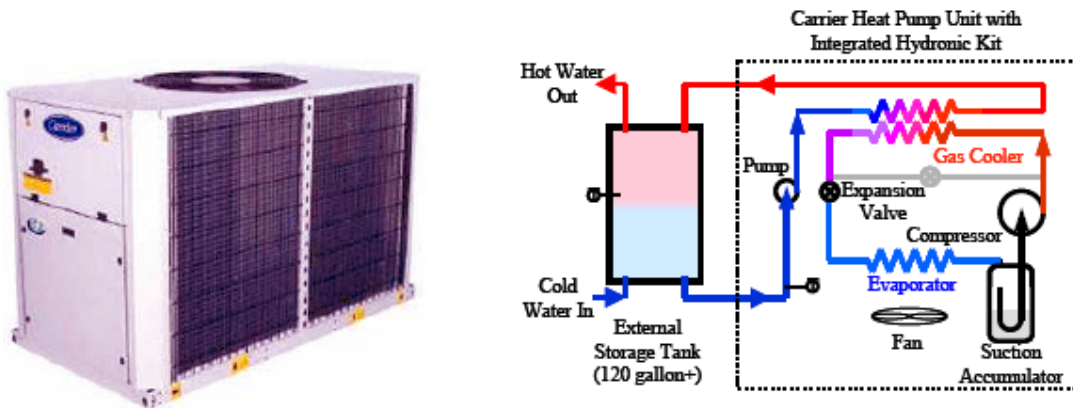 Carrier
Carrier Heat Pump Unit with
Integrated Hydronic Kit
Hot Water
Out
Gas Cooler
Pump
Expansion
Valve
Compressor
Evaporator
Cold
Water In
Fan
External
Storage Tank
(120 gallon+)
Suction
Accumulator